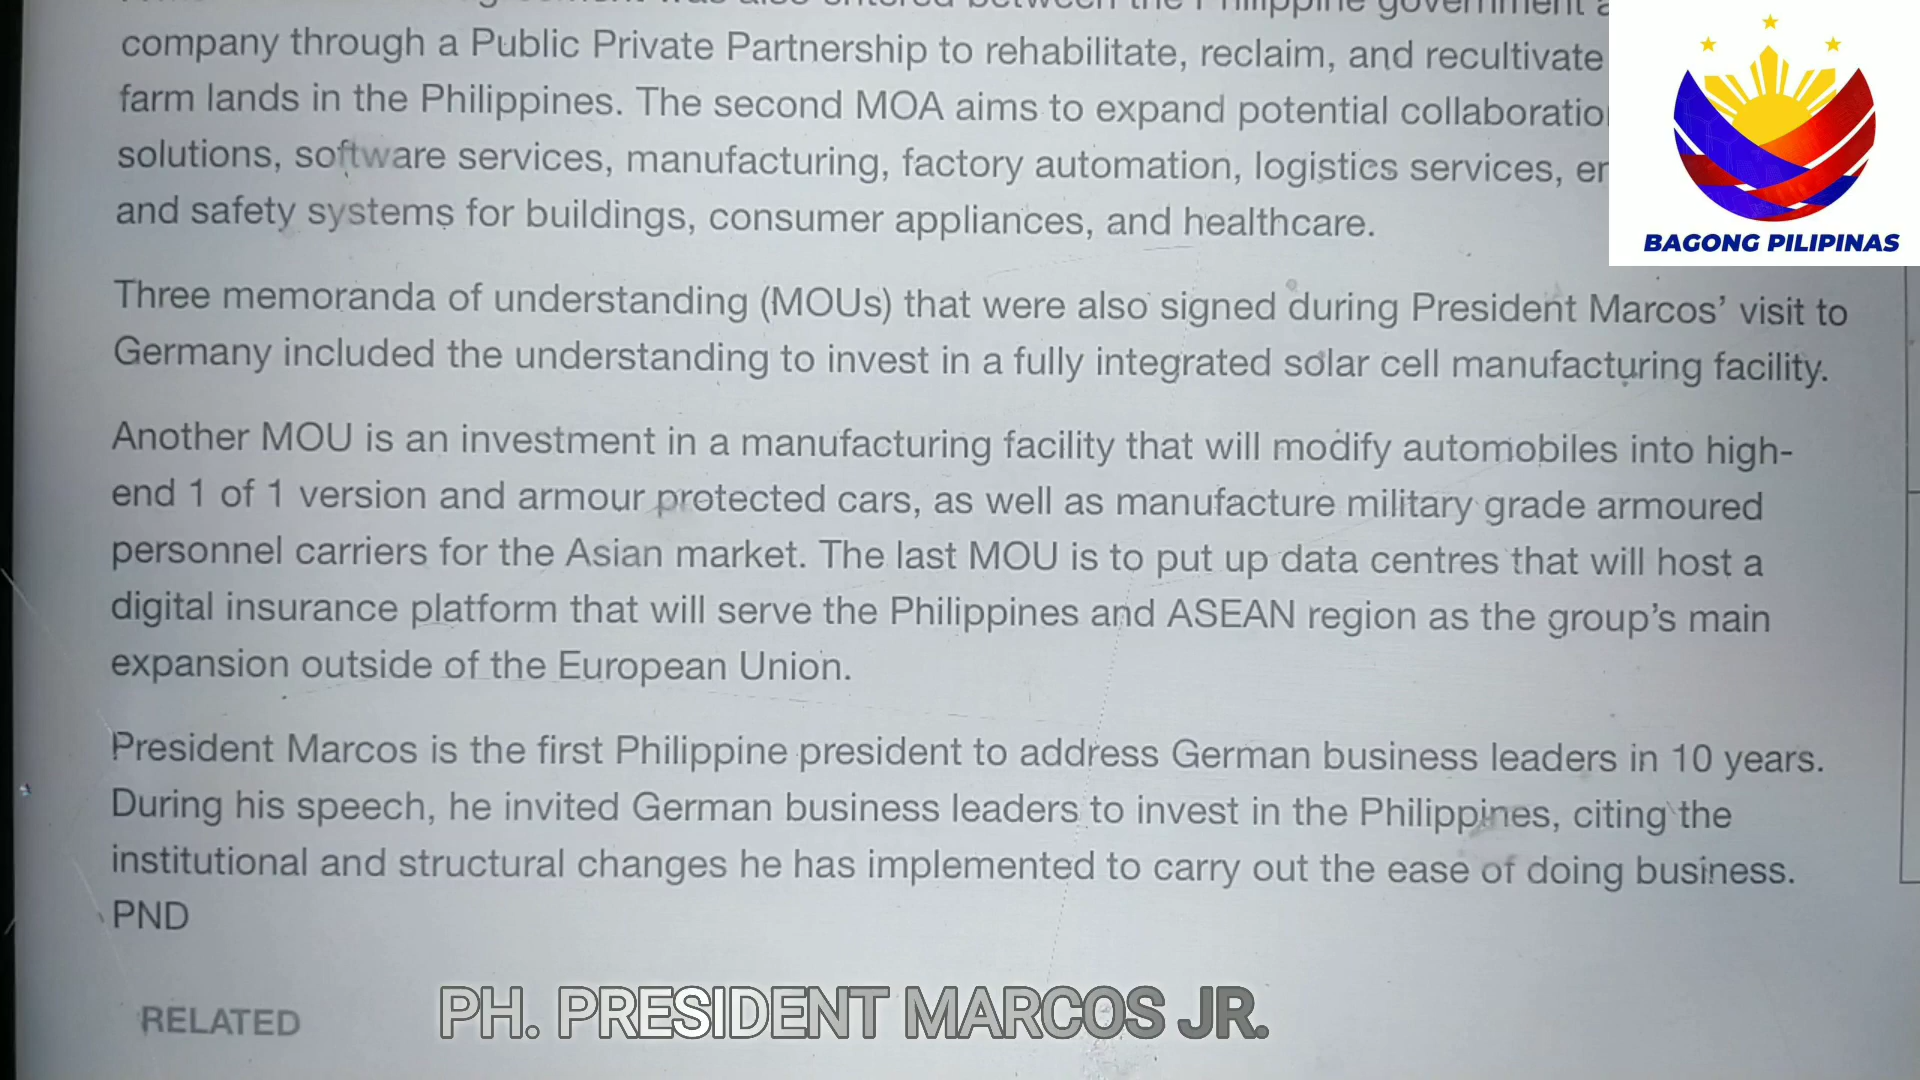 company through a Public Private Partnership to rehabilitate, reclaim, and recultivate
farm lands in the Philippines. The second MOA aims to expand potential
solutions, software services, manufacturing, factory automation, logistics services,
and safety systems for buildings, consumer appliances, and healthcare.
BAGONG PILIPINAS
Three memoranda of understanding (MOUs) that were also signed during President Marcos’ visit to
Germany included the understanding to invest in a fully integrated solar cell manufacturing facility.
Another MOU is an investment in a manufacturing facility that will modify automobiles into high-
end 1 of 1 version and armour protected cars, as well as manufacture military grade armoured
personnel carriers for the Asian market. The last MOU is to put up data centres that will host a
digital insurance platform that will serve the Philippines and ASEAN region as the group’s main
expansion outside of the European Union.
President Marcos is the first Philippine president to address German business leaders in 10 years.
During his speech, he invited German business leaders to invest in the Philippines, citing the
institutional and structural changes he has implemented to carry out the ease of doing business.
PND
RELATED
PH. PRESIDENT MARCOS JR.